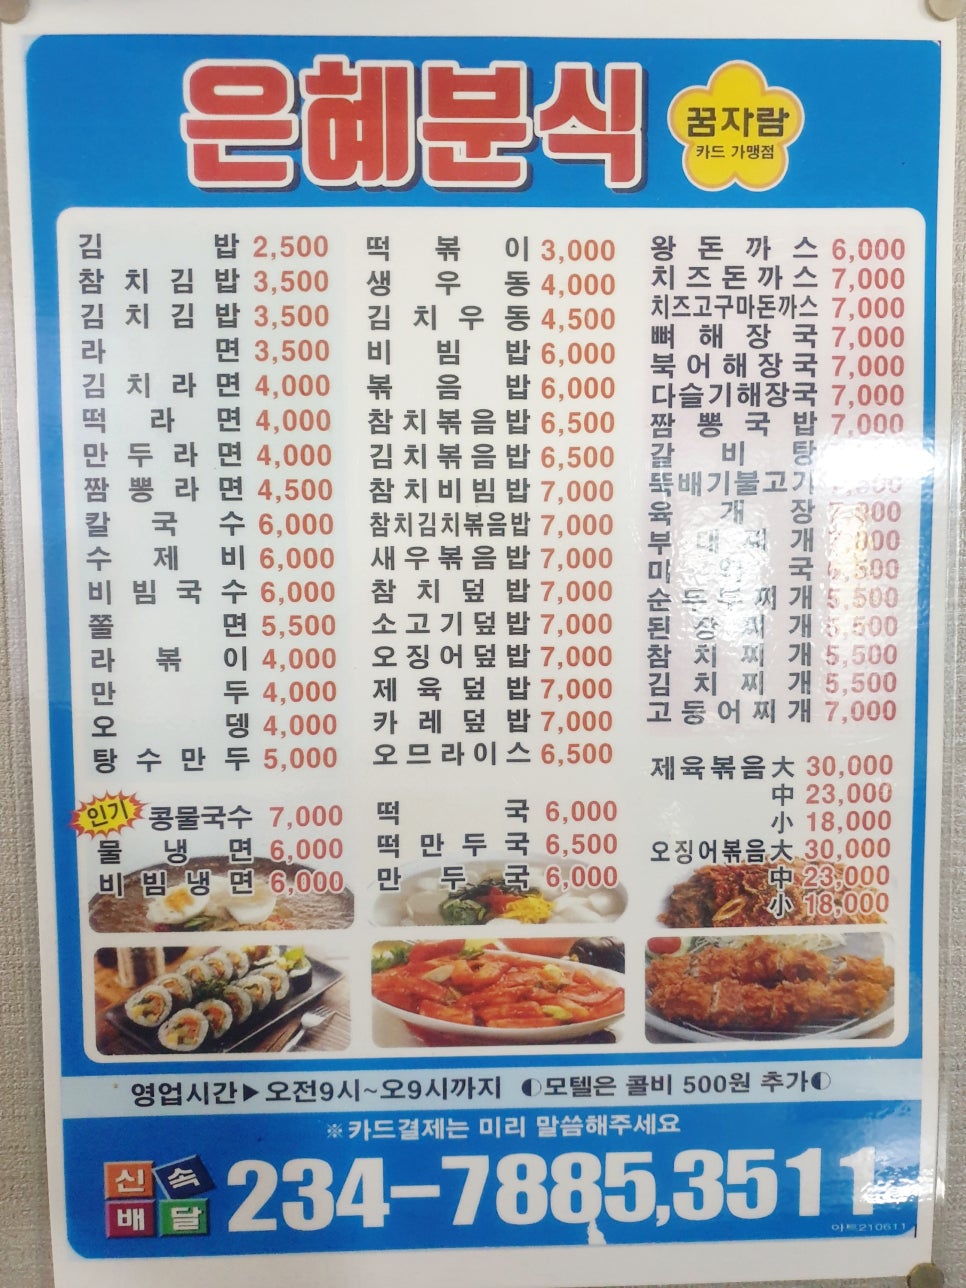 은혜분식
꿈자람
카드 가맹점
김밥 2,500
참치김밥 3,500
김치김밥 3,500
라면 3,500
김치라면 4,000
떡라면 4,000
만두라면 4,000
짬뽕라면 4,500
칼국수 6,000
수제비 6,000
비빔국수 6,000
쫄면 5,500
라볶이 4,000
만두 4,000
오뎅 4,000
탕수만두 5,000
인기 콩물국수 7,000
물냉면 6,000
비빔냉면 6,000
떡볶이 3,000
생우동 4,000
김치우동 4,500
비빔밥 6,000
볶음밥 6,000
참치볶음밥 6,500
김치볶음밥 6,500
참치비빔밥 7,000
참치김치볶음밥 7,000
새우볶음밥 7,000
참치덮밥 7,000
소고기덮밥 7,000
오징어덮밥 7,000
제육덮밥 7,000
카레덮밥 7,000
오므라이스 6,500
떡국 6,000
떡만두국 6,500
만두국 6,000
왕돈까스 6,000
치즈돈까스 7,000
치즈고구마돈까스 7,000
뼈해장국 7,000
북어해장국 7,000
다슬기해장국 7,000
짬뽕국밥 7,000
갈비탕
뚝배기불고기
육개장
부대찌개
국
순두부찌개 5,500
된장찌개 5,500
참치찌개 5,500
김치찌개 5,500
고등어찌개 7,000
제육볶음大 30,000
中 23,000
小 18,000
오징어볶음大 30,000
中 23,000
小 18,000
영업시간▶오전9시~오9시까지 ◐모텔은 콜비 500원 추가◐
※카드결제는 미리 말씀해주세요
신속배달 234-7885,3511
아트210611